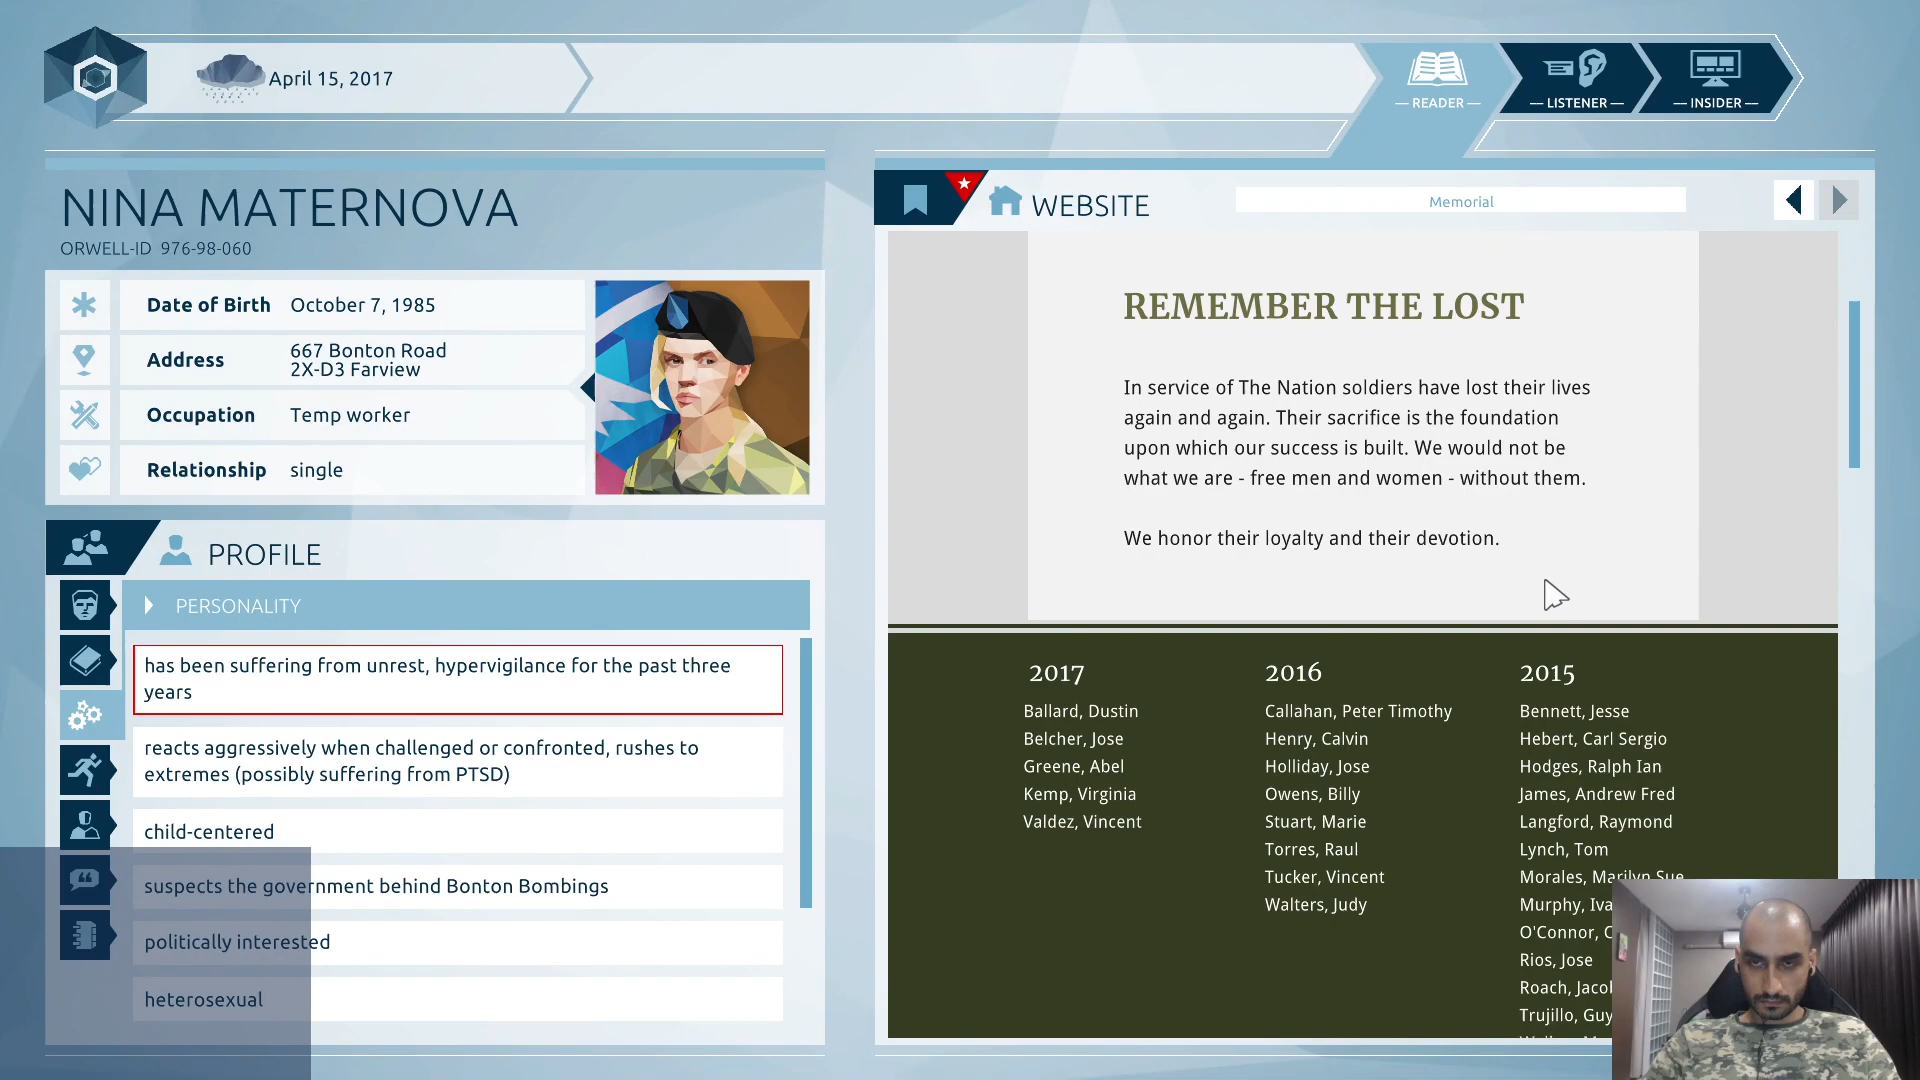 April 15, 2017
— READER —
— LISTENER —
— INSIDER —
NINA MATERNOVA
ORWELL-ID 976-98-060
Date of Birth October 7, 1985
Address 667 Bonton Road
2X-D3 Farview
Occupation Temp worker
Relationship single
PROFILE
PERSONALITY
has been suffering from unrest, hypervigilance for the past three
years
reacts aggressively when challenged or confronted, rushes to
extremes (possibly suffering from PTSD)
child-centered
suspects the government behind Bonton Bombings
politically interested
heterosexual
WEBSITE
Memorial
REMEMBER THE LOST
In service of The Nation soldiers have lost their lives
again and again. Their sacrifice is the foundation
upon which our success is built. We would not be
what we are - free men and women - without them.
We honor their loyalty and their devotion.
2017
Ballard, Dustin
Belcher, Jose
Greene, Abel
Kemp, Virginia
Valdez, Vincent
2016
Callahan, Peter Timothy
Henry, Calvin
Holliday, Jose
Owens, Billy
Stuart, Marie
Torres, Raul
Tucker, Vincent
Walters, Judy
2015
Bennett, Jesse
Hebert, Carl Sergio
Hodges, Ralph Ian
James, Andrew Fred
Langford, Raymond
Lynch, Tom
Morales, Marilyn Sue
Murphy,
O'Connor,
Rios, Jose
Roach,
Trujillo, Guy